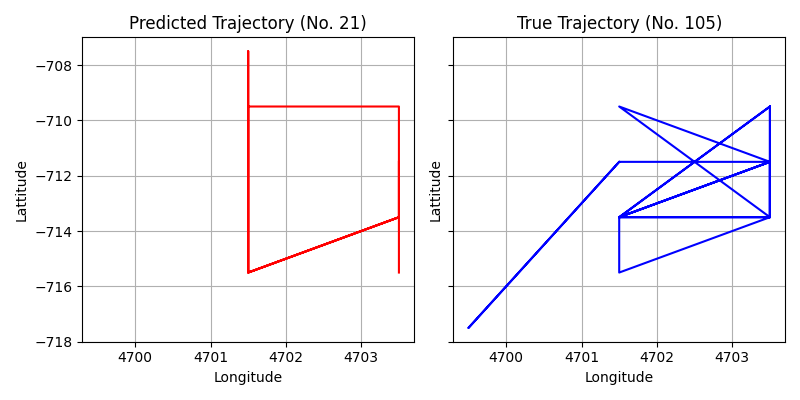 Predicted Trajectory (No. 21)
True Trajectory (No. 105)
Lattitude
−708
−710
−712
−714
−716
−718
4700
4701
4702
4703
Longitude
Lattitude
4700
4701
4702
4703
Longitude